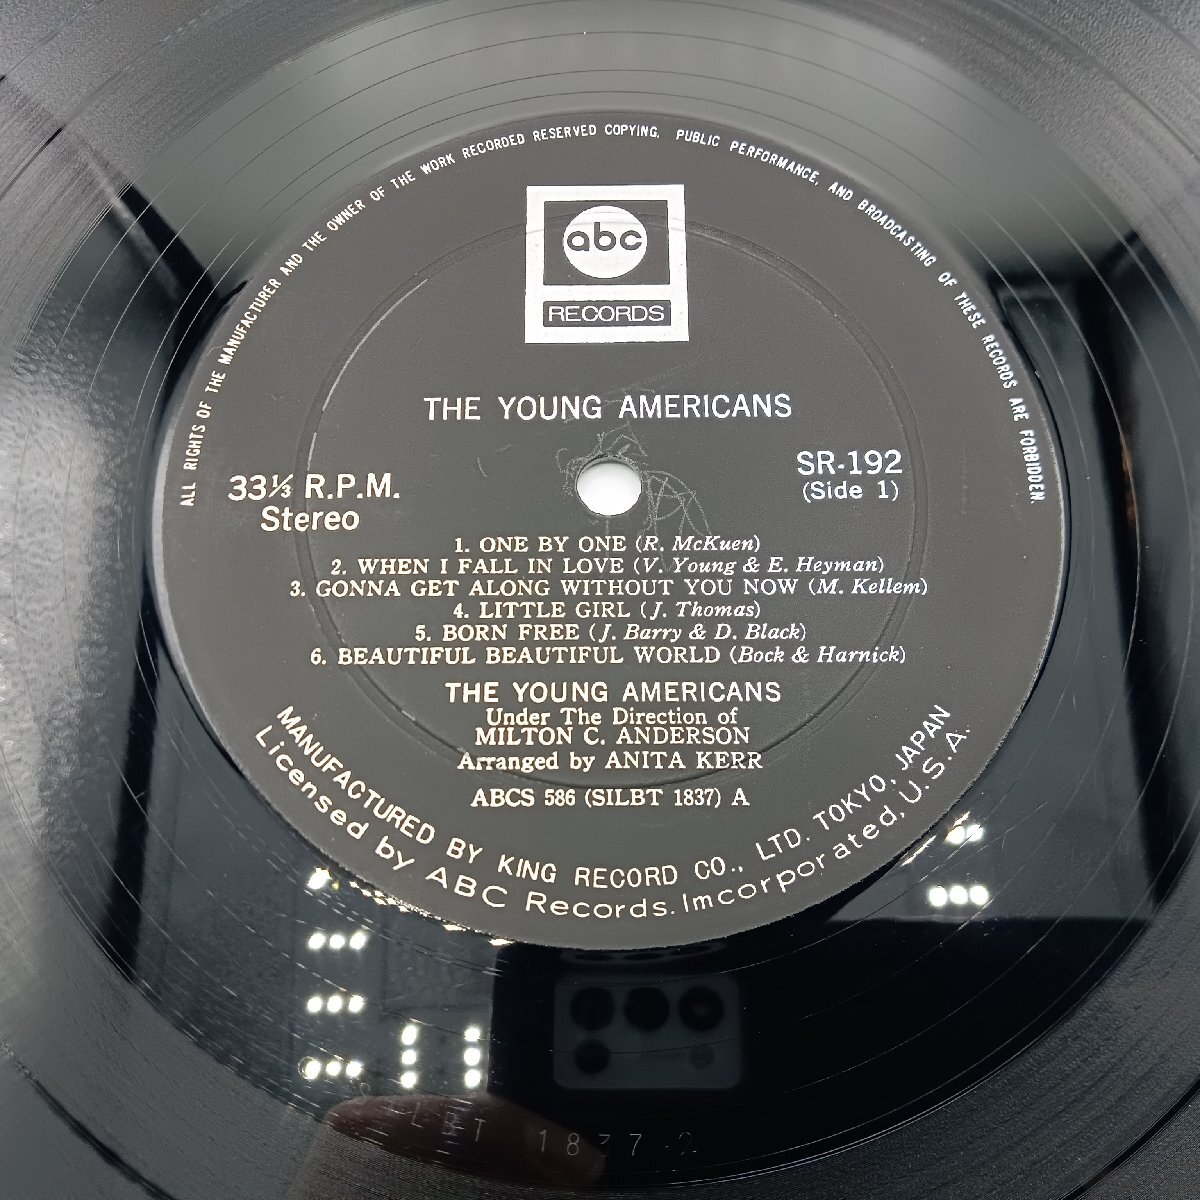 ALL RIGHTS OF THE MANUFACTURER AND THE OWNER OF THE WORK RECORDED RESERVED COPYING, PUBLIC PERFORMANCE, AND BROADCASTING OF THESE RECORDS ARE FORBIDDEN.
abc
RECORDS
THE YOUNG AMERICANS
33⅓ R.P.M.
Stereo
SR-192
(Side 1)
1. ONE BY ONE (R. McKuen)
2. WHEN I FALL IN LOVE (V. Young & E. Heyman)
3. GONNA GET ALONG WITHOUT YOU NOW (M. Kellem)
4. LITTLE GIRL (J. Thomas)
5. BORN FREE (J. Barry & D. Black)
6. BEAUTIFUL BEAUTIFUL WORLD (Bock & Harnick)
THE YOUNG AMERICANS
Under The Direction of
MILTON C. ANDERSON
Arranged by ANITA KERR
ABCS 586 (SILBT 1837) A
MANUFACTURED BY KING RECORD CO., LTD. TOKYO, JAPAN
Licensed by ABC Records. Imcorporated, U.S.A.
1837